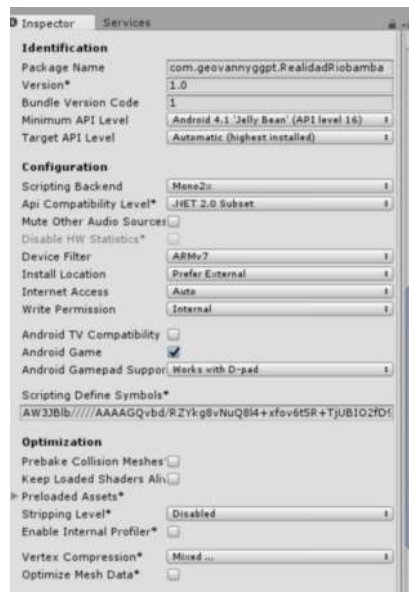 Inspector Services
Identification
Package Name com.geovannyggpt.RealidadRiobamba
Version* 1.0
Bundle Version Code 1
Minimum API Level Android 4.1 'Jelly Bean' (API level 16)
Target API Level Automatic (highest installed)
Configuration
Scripting Backend Mono2x
Api Compatibility Level* .NET 2.0 Subset
Mute Other Audio Sources
Disable HW Statistics*
Device Filter ARMv7
Install Location Prefer External
Internet Access Auto
Write Permission Internal
Android TV Compatibility
Android Game
Android Gamepad Suppor Works with D-pad
Scripting Define Symbols*
Optimization
Prebake Collision Meshes*
Keep Loaded Shaders Aliv
Preloaded Assets*
Stripping Level* Disabled
Enable Internal Profiler*
Vertex Compression* Mixed ...
Optimize Mesh Data*